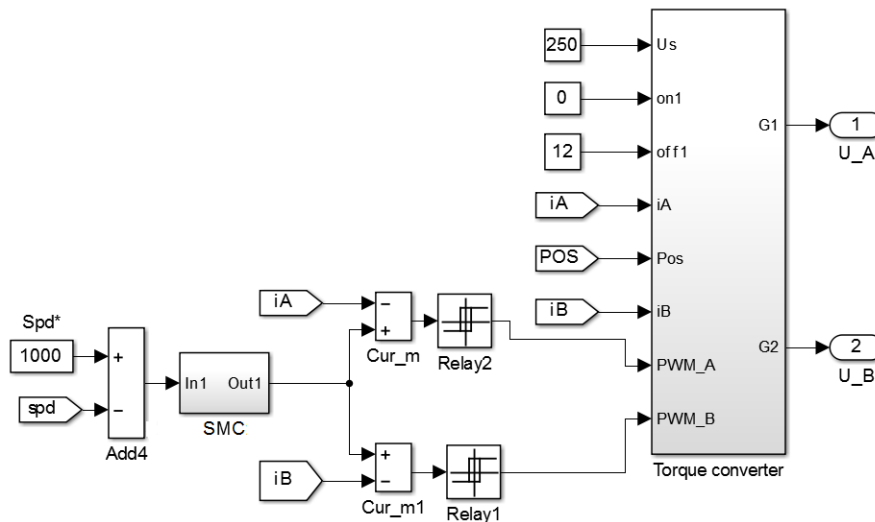 250
Us
0
on1
12
off1
G1
1
U_A
iA
iA
POS
Pos
iB
iB
G2
2
U_B
PWM_A
PWM_B
Torque converter
iA
−
+
Cur_m
Relay2
Spd*
1000
+
spd
−
Add4
In1
Out1
SMC
iB
+
−
Cur_m1
Relay1